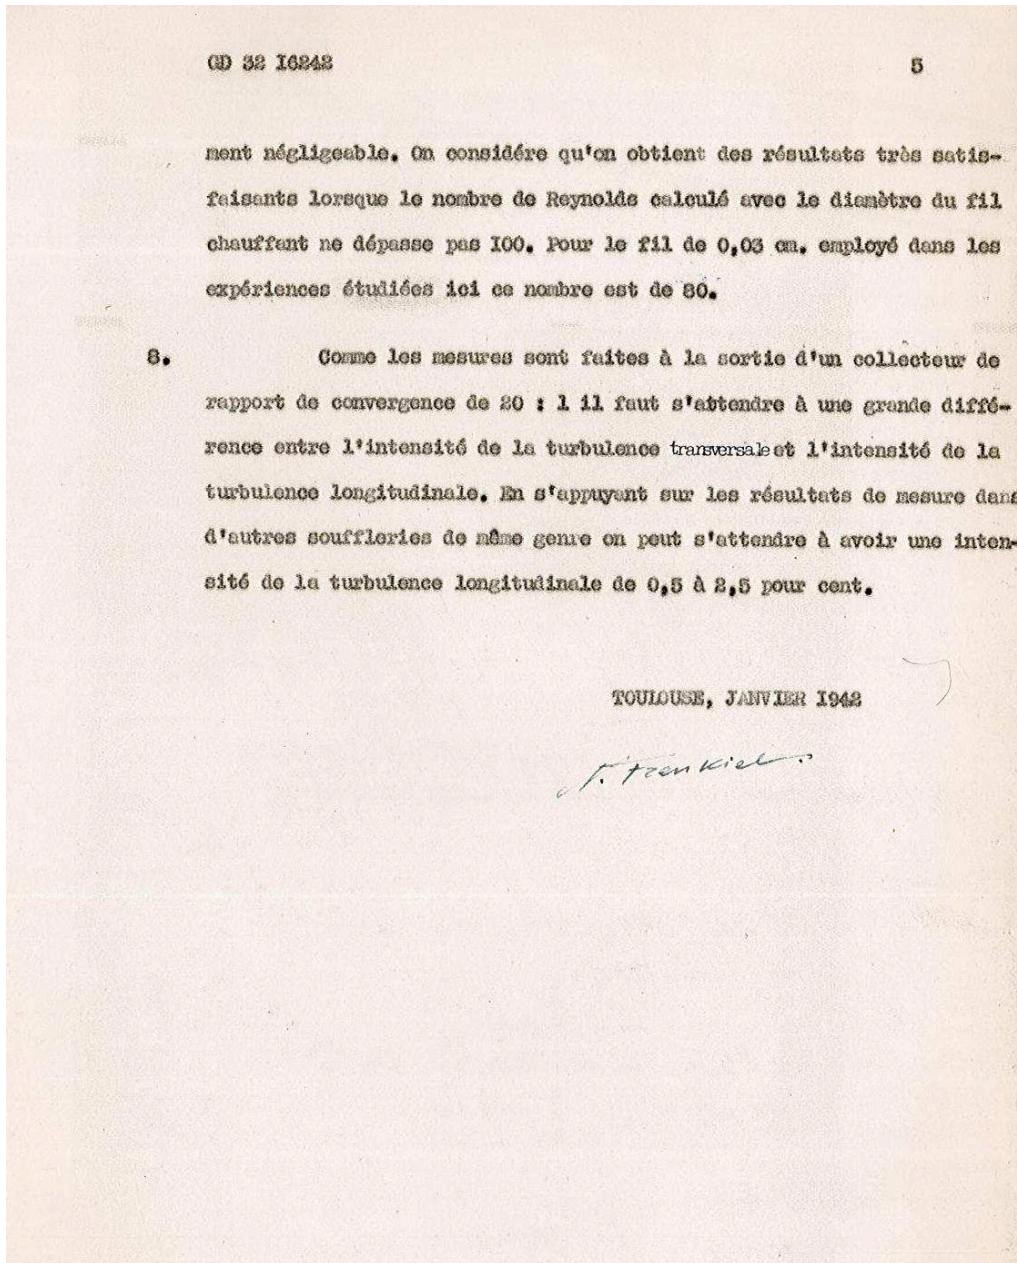 GD 32 I6242 5
ment négligeable. On considére qu'on obtient des résultats très satis-
faisants lorsque le nombre de Reynolds calculé avec le diamètre du fil
chauffant ne dépasse pas I00. Pour le fil de 0,03 cm. employé dans les
expériences étudiées ici ce nombre est de 80.
8. Comme les mesures sont faites à la sortie d'un collecteur de
rapport de convergence de 20 : 1 il faut s'attendre à une grande diffé-
rence entre l'intensité de la turbulence transversale et l'intensité de la
turbulence longitudinale. En s'appuyant sur les résultats de mesure dans
d'autres souffleries de même genre on peut s'attendre à avoir une inten-
sité de la turbulence longitudinale de 0,5 à 2,5 pour cent.
TOULOUSE, JANVIER I942
F. Frenkiel.